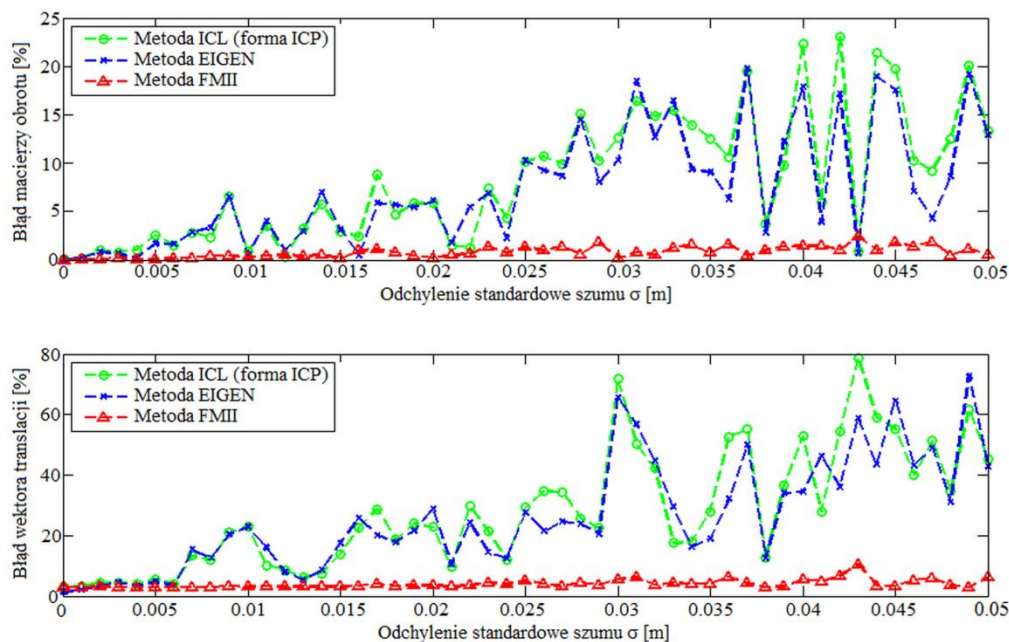 25
20
15
10
5
0
Błąd macierzy obrotu [%]
Metoda ICL (forma ICP)
Metoda EIGEN
Metoda FMII
0 0.005 0.01 0.015 0.02 0.025 0.03 0.035 0.04 0.045 0.05
Odchylenie standardowe szumu σ [m]
80
60
40
20
0
Błąd wektora translacji [%]
Metoda ICL (forma ICP)
Metoda EIGEN
Metoda FMII
0 0.005 0.01 0.015 0.02 0.025 0.03 0.035 0.04 0.045 0.05
Odchylenie standardowe szumu σ [m]